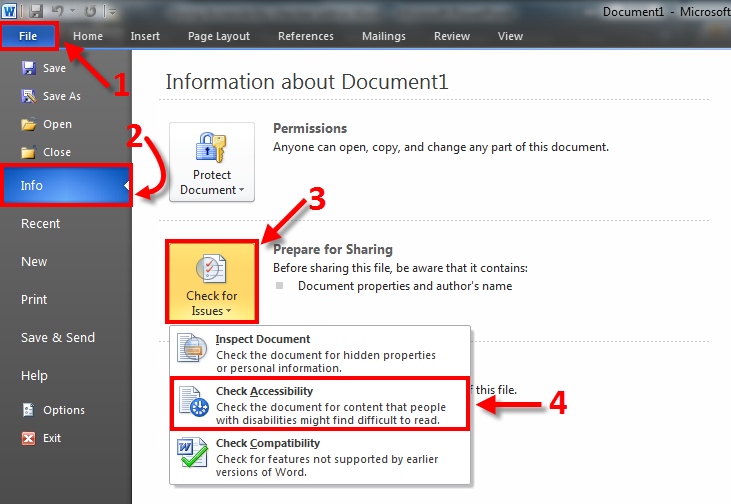 W
Document1 - Microsoft
File Home Insert Page Layout References Mailings Review View
1
Save
Save As
Open
Close
Info
Recent
New
Print
Save & Send
Help
Options
Exit
2
Information about Document1
Protect
Document
Permissions
Anyone can open, copy, and change any part of this document.
3
Check for
Issues
Prepare for Sharing
Before sharing this file, be aware that it contains:
Document properties and author's name
Inspect Document
Check the document for hidden properties
or personal information.
Check Accessibility
Check the document for content that people
with disabilities might find difficult to read.
f this file.
4
W
Check Compatibility
Check for features not supported by earlier
versions of Word.